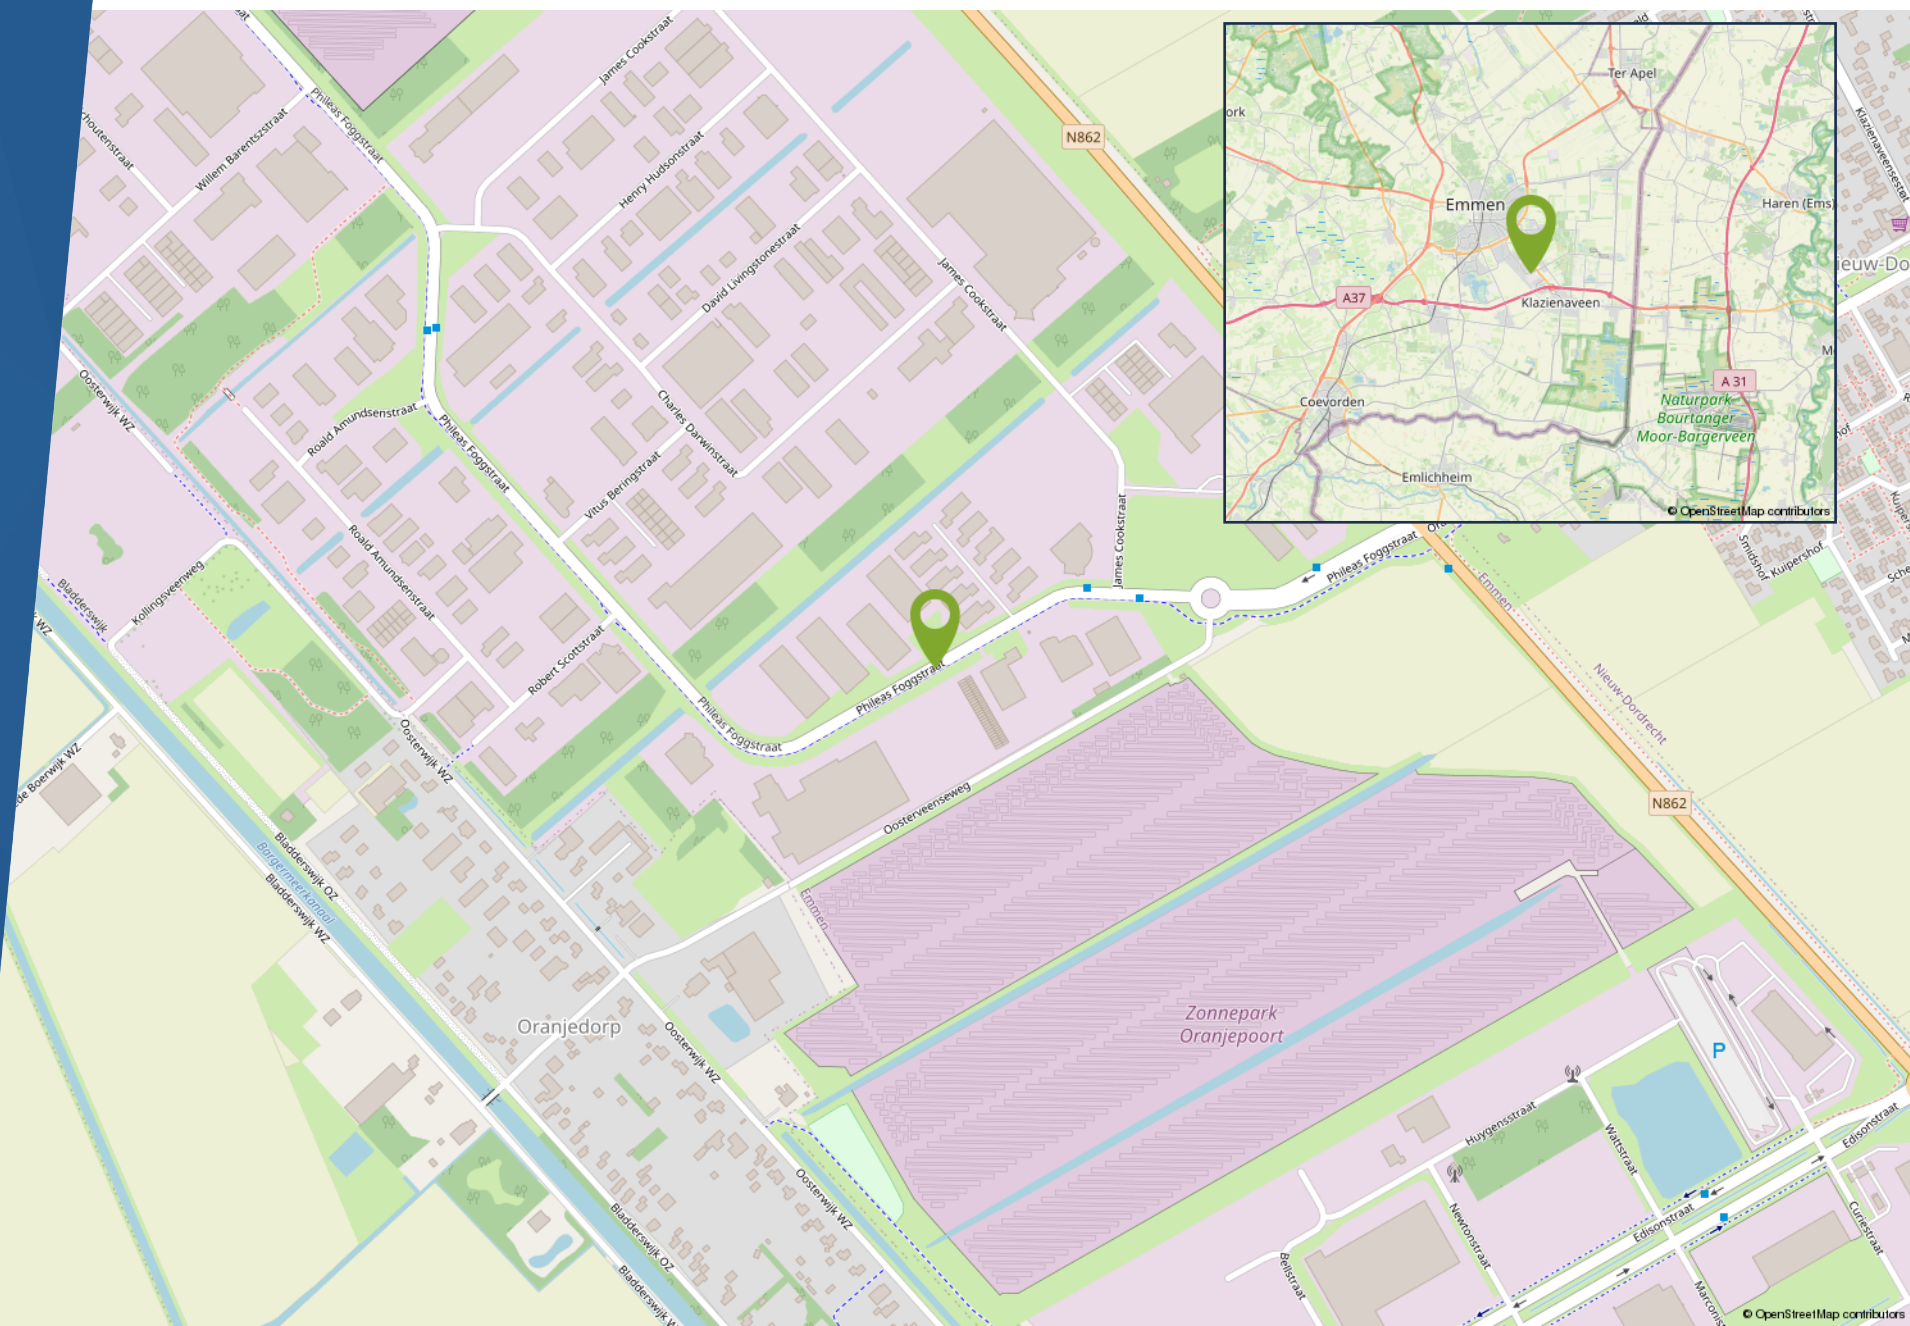 Phileas Foggstraat
James Cookstraat
Willem Barentszstraat
Henry Hudsonstraat
N862
David Livingstonestraat
James Cookstraat
Oosterwijk WZ
Roald Amundsenstraat
Phileas Foggstraat
Charles Darwinstraat
Vitus Beringstraat
James Cookstraat
Roald Amundsenstraat
Kollingsveenweg
Bladderswijk
WZ
Robert Scottstraat
Phileas Foggstraat
Phileas Foggstraat
Phileas Foggstraat
Emmen
Nieuw-Dordrecht
N862
Oosterwijk WZ
Oosterveenseweg
Bladderswijk OZ
Bargermeerkanaal
Bladderswijk WZ
Emmen
Oranjedorp
Zonnepark
Oranjepoort
Oosterwijk WZ
P
Huygensstraat
Wattstraat
Edisonstraat
Oosterwijk WZ
Newtonstraat
Edisonstraat
Curiestraat
Bladderswijk OZ
Bellstraat
Smidshof
Kuipershof
Ter Apel
Emmen
Haren (Ems)
A37
Klazienaveen
A 31
Coevorden
Naturpark
Bourtanger
Moor-Bargerveen
Emlichheim
© OpenStreetMap contributors
© OpenStreetMap contributors